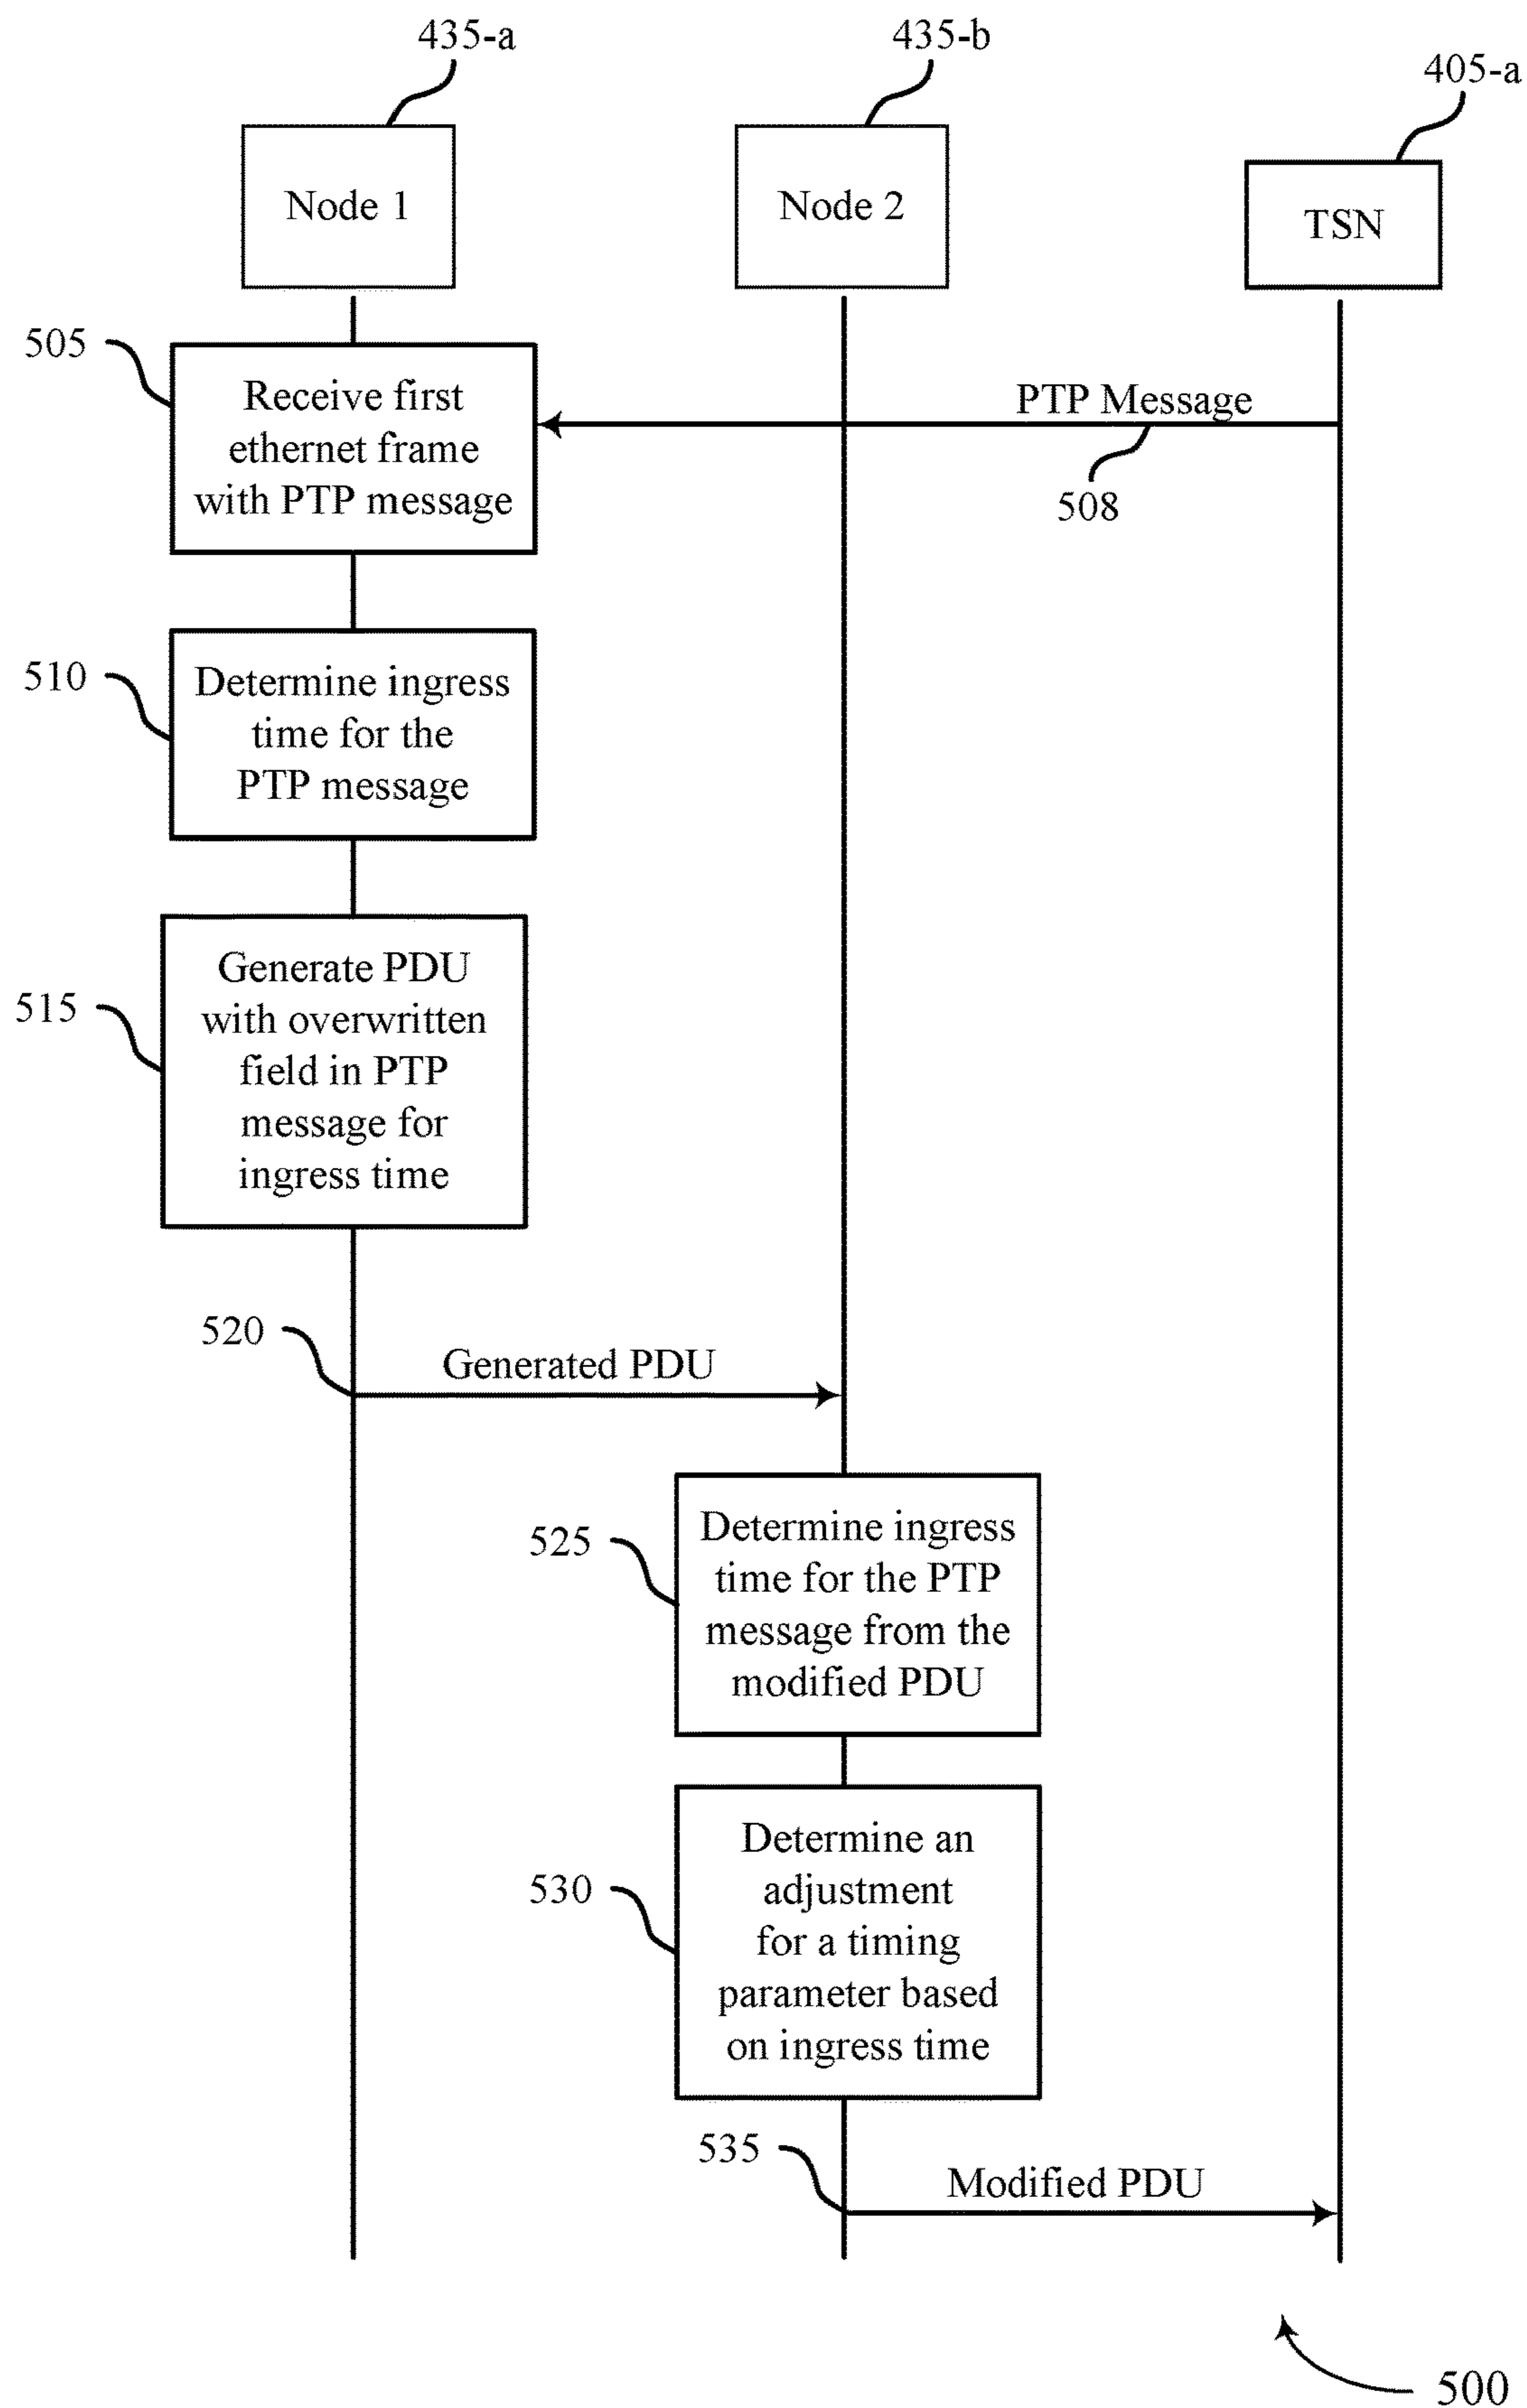 435-a
435-b
405-a
Node 1
Node 2
TSN
505
Receive first
ethernet frame
with PTP message
PTP Message
508
510
Determine ingress
time for the
PTP message
515
Generate PDU
with overwritten
field in PTP
message for
ingress time
520
Generated PDU
525
Determine ingress
time for the PTP
message from the
modified PDU
530
Determine an
adjustment
for a timing
parameter based
on ingress time
535
Modified PDU
500